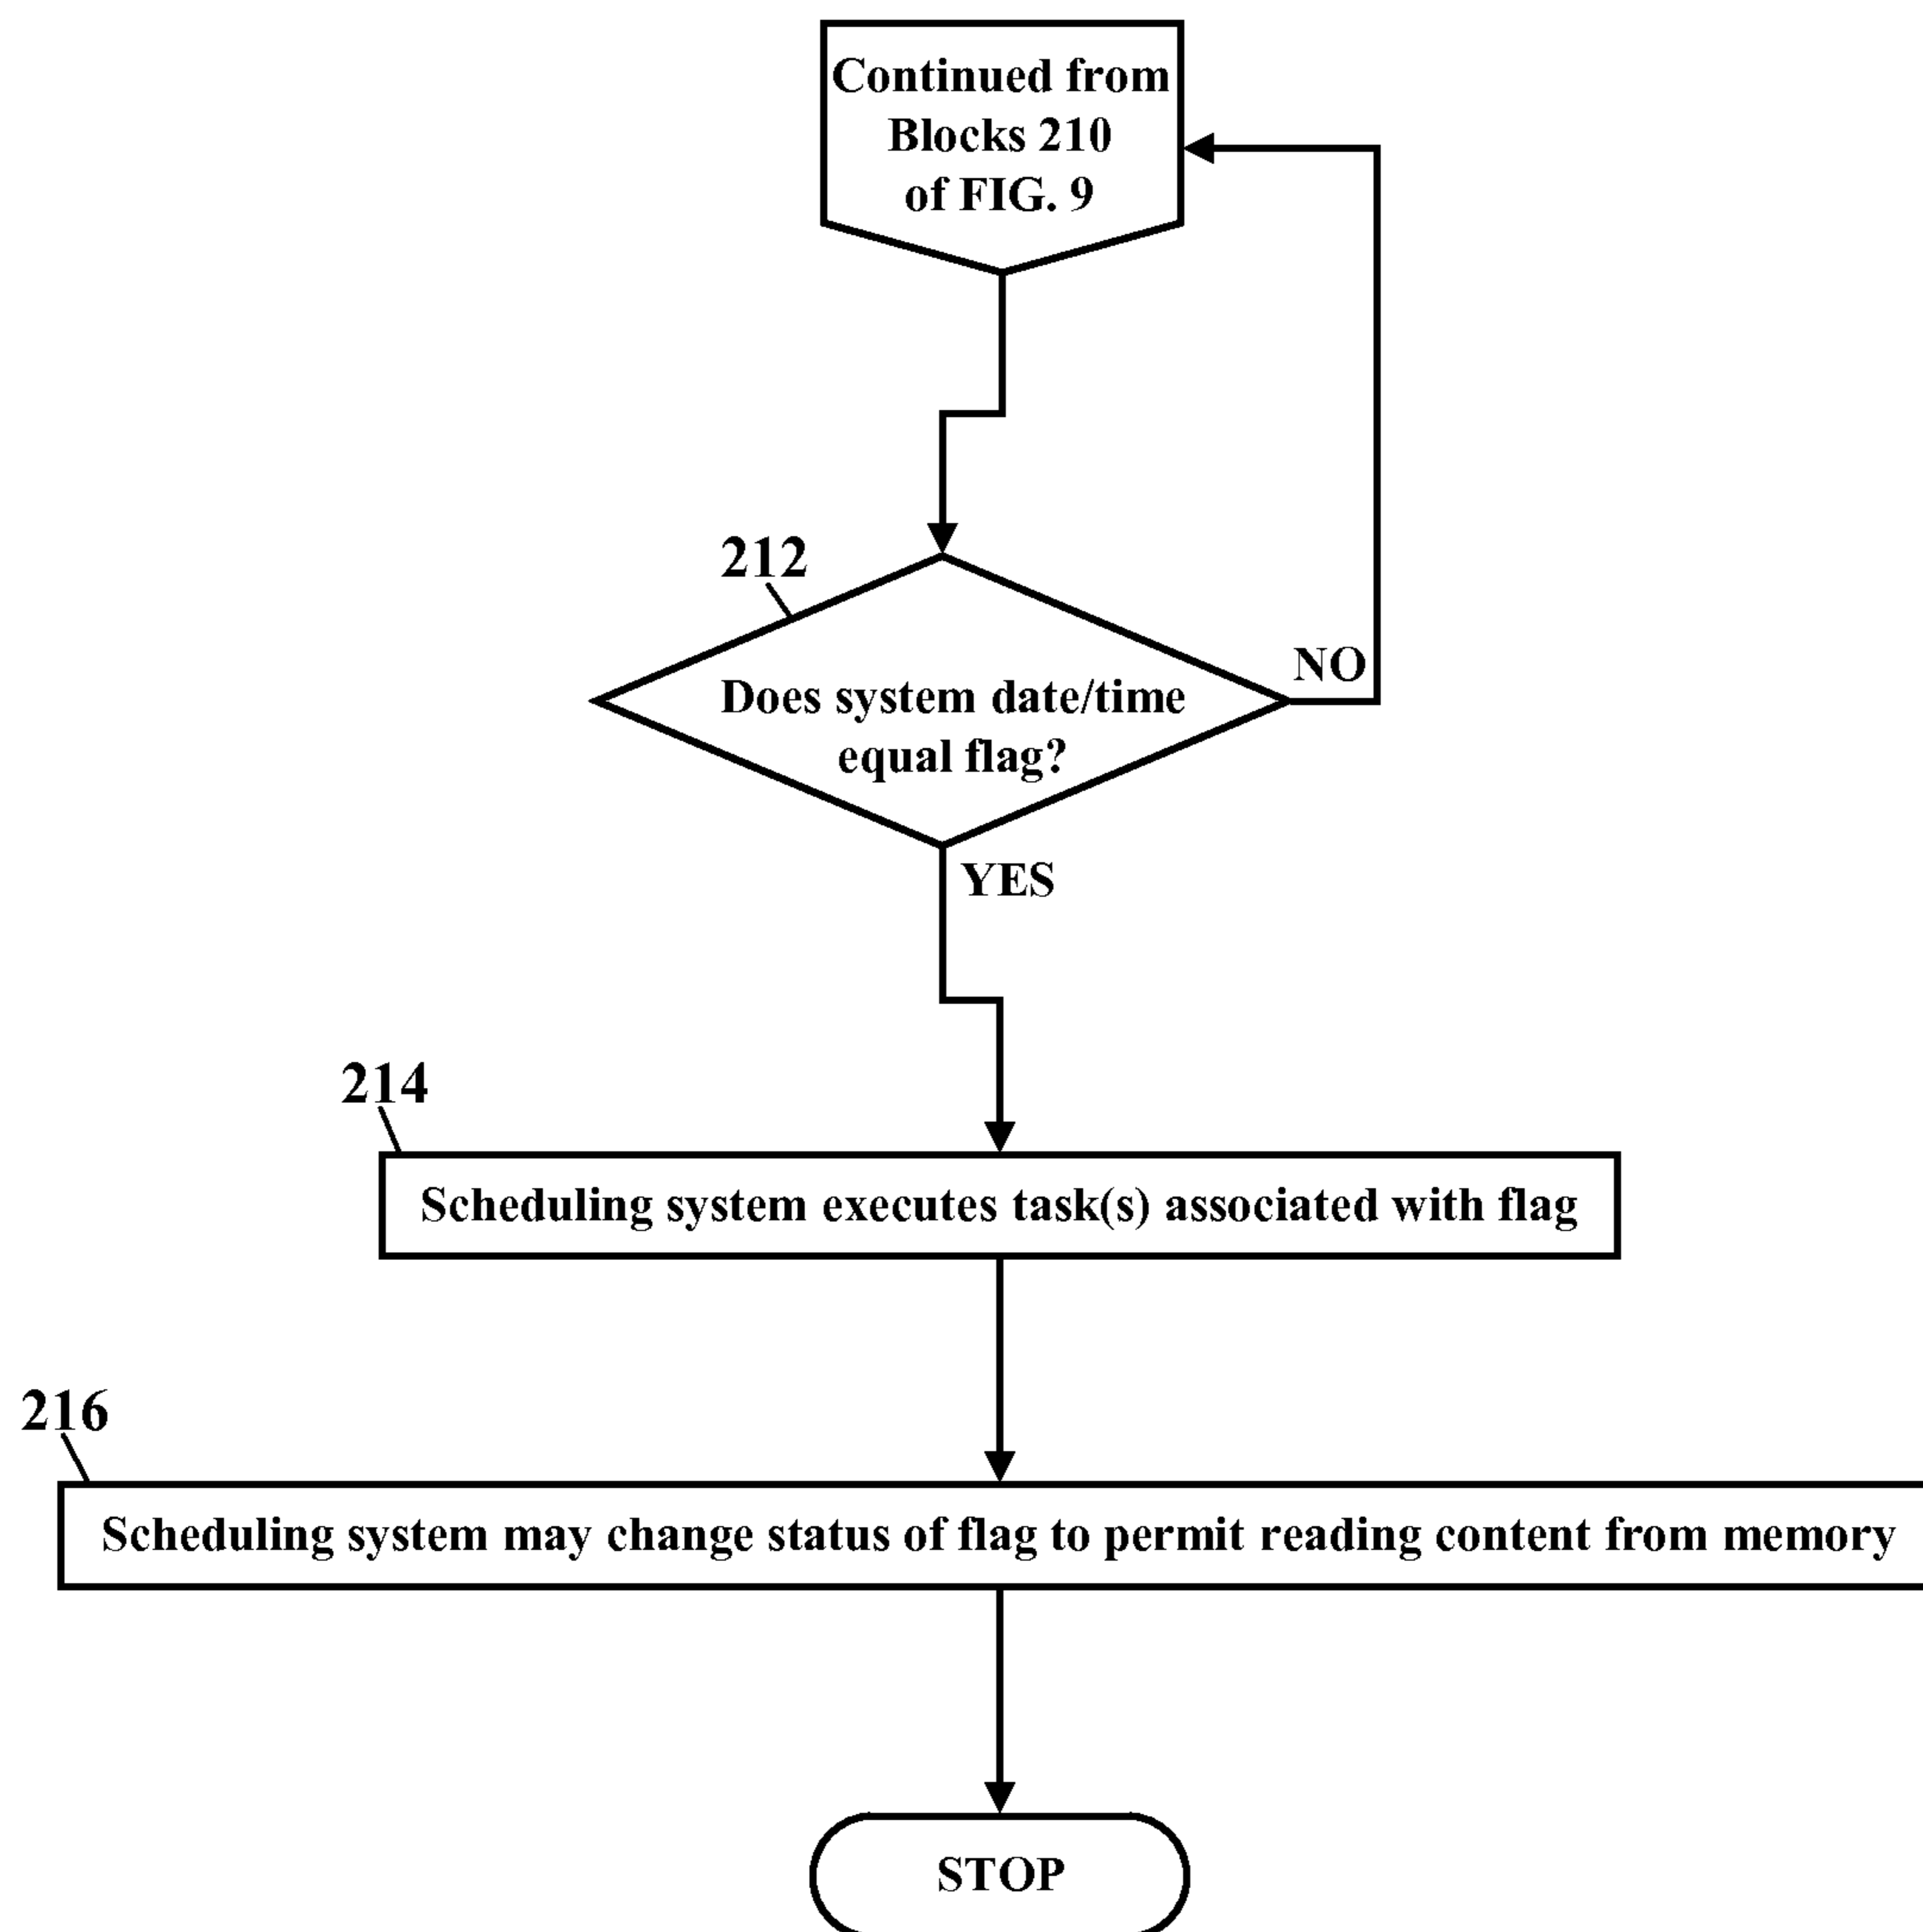 Continued from
Blocks 210
of FIG. 9
212
NO
Does system date/time
equal flag?
YES
214
Scheduling system executes task(s) associated with flag
216
Scheduling system may change status of flag to permit reading content from memory
STOP